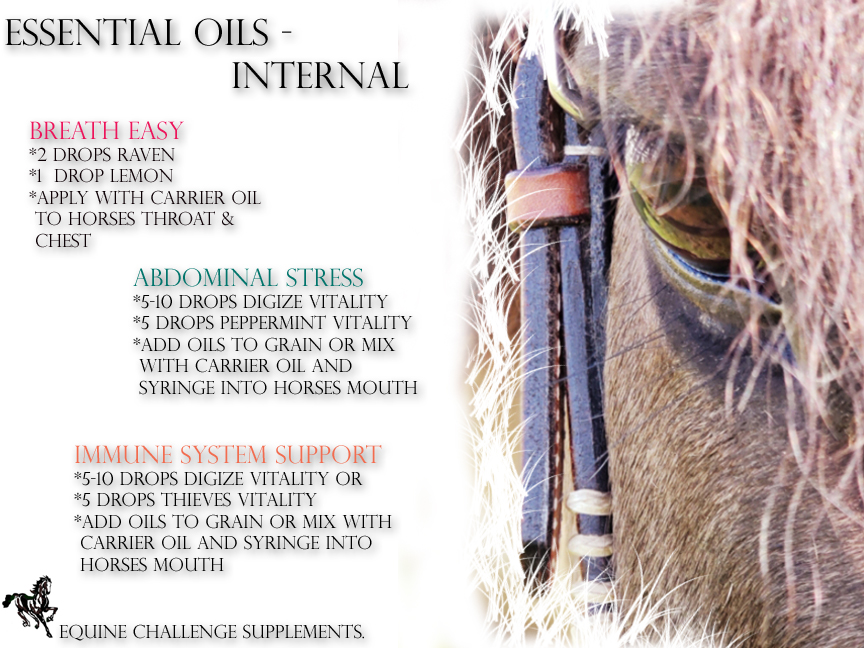 ESSENTIAL OILS -
INTERNAL
BREATH EASY
*2 DROPS RAVEN
*1 DROP LEMON
*APPLY WITH CARRIER OIL
TO HORSES THROAT &
CHEST
ABDOMINAL STRESS
*5-10 DROPS DIGIZE VITALITY
*5 DROPS PEPPERMINT VITALITY
*ADD OILS TO GRAIN OR MIX
WITH CARRIER OIL AND
SYRINGE INTO HORSES MOUTH
IMMUNE SYSTEM SUPPORT
*5-10 DROPS DIGIZE VITALITY OR
*5 DROPS THIEVES VITALITY
*ADD OILS TO GRAIN OR MIX WITH
CARRIER OIL AND SYRINGE INTO
HORSES MOUTH
EQUINE CHALLENGE SUPPLEMENTS.